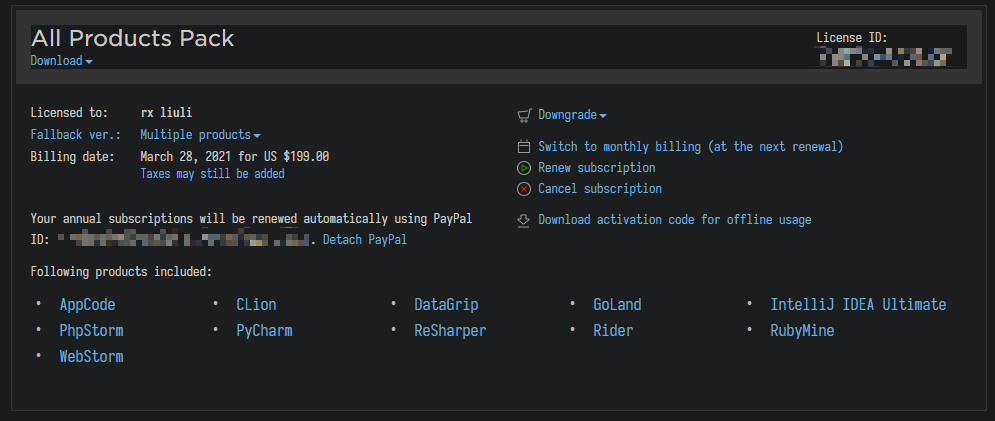 All Products Pack
License ID:
Download
Licensed to: rx liuli
Fallback ver.: Multiple products
Billing date: March 28, 2021 for US $199.00
Taxes may still be added
Downgrade
Switch to monthly billing (at the next renewal)
Renew subscription
Cancel subscription
Download activation code for offline usage
Your annual subscriptions will be renewed automatically using PayPal
ID: . Detach PayPal
Following products included:
• AppCode • CLion • DataGrip • GoLand • IntelliJ IDEA Ultimate
• PhpStorm • PyCharm • ReSharper • Rider • RubyMine
• WebStorm